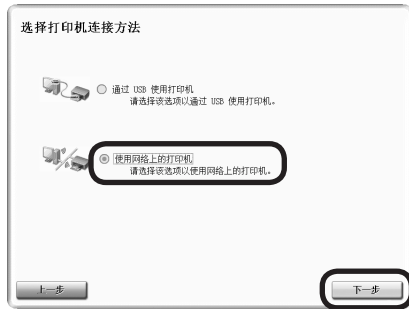 选择打印机连接方法
通过 USB 使用打印机
请选择该选项以通过 USB 使用打印机。
使用网络上的打印机
请选择该选项以使用网络上的打印机。
上一步
下一步